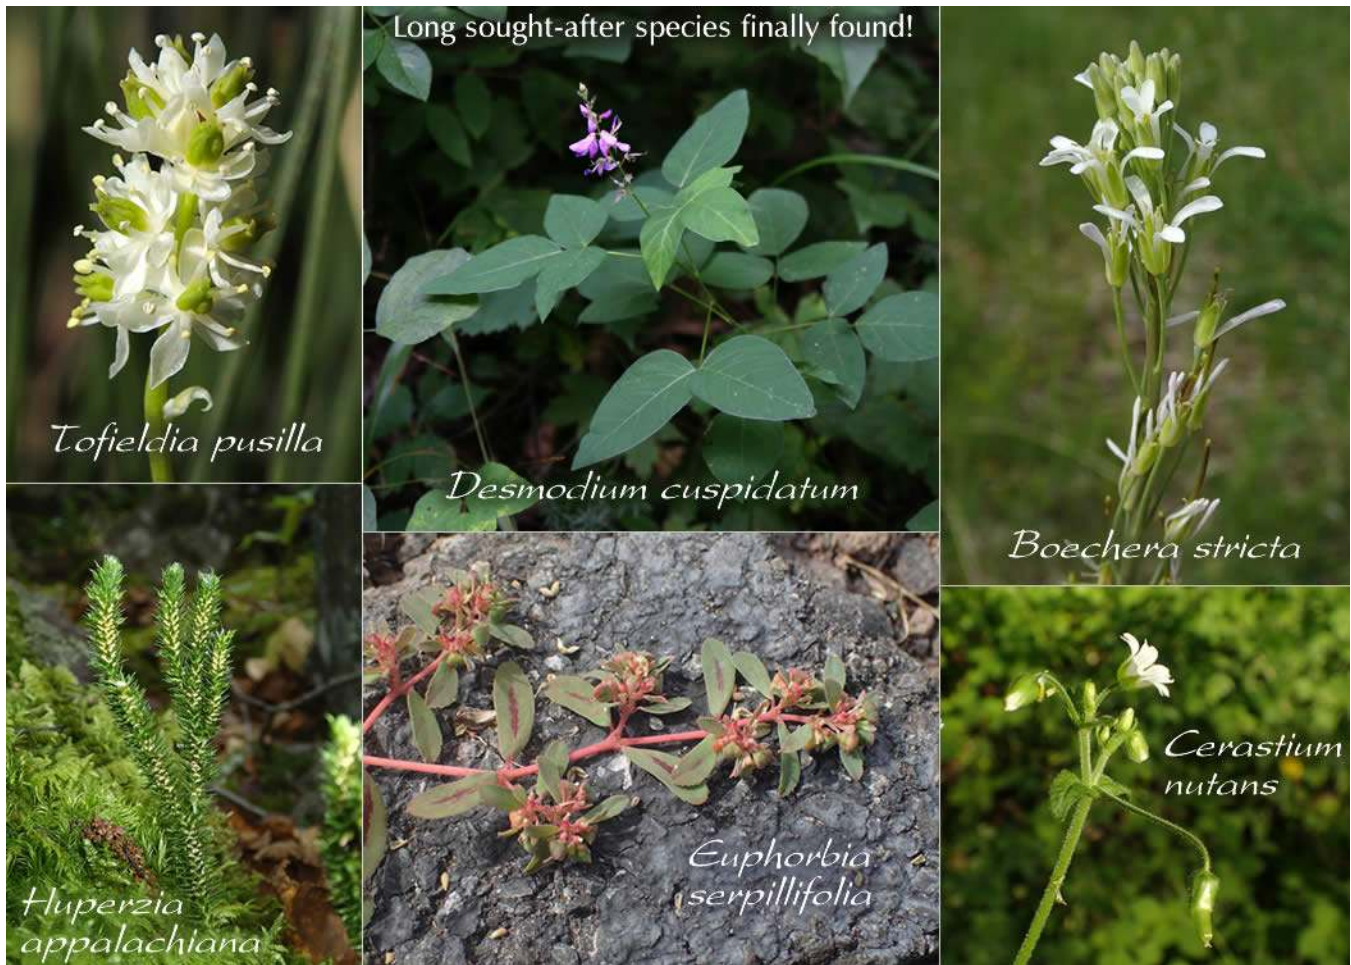 Long sought-after species finally found!
Tofieldia pusilla
Desmodium cuspidatum
Boechera stricta
Huperzia
appalachiana
Euphorbia
serpillifolia
Cerastium
nutans